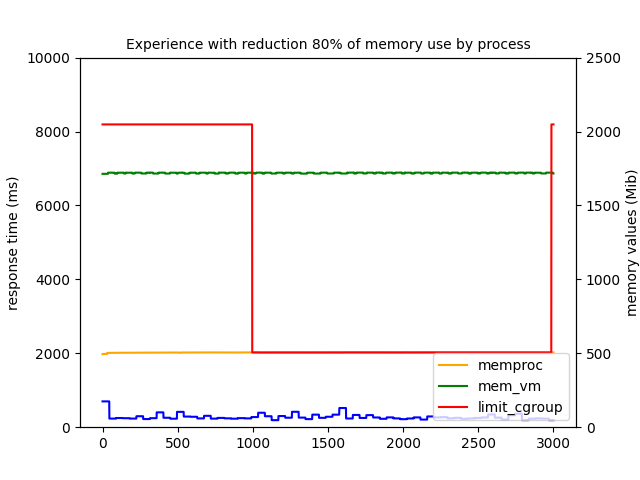 Experience with reduction 80% of memory use by process
10000
8000
6000
4000
2000
0
response time (ms)
2500
2000
1500
1000
500
0
memory values (Mib)
memproc
mem_vm
limit_cgroup
0 500 1000 1500 2000 2500 3000